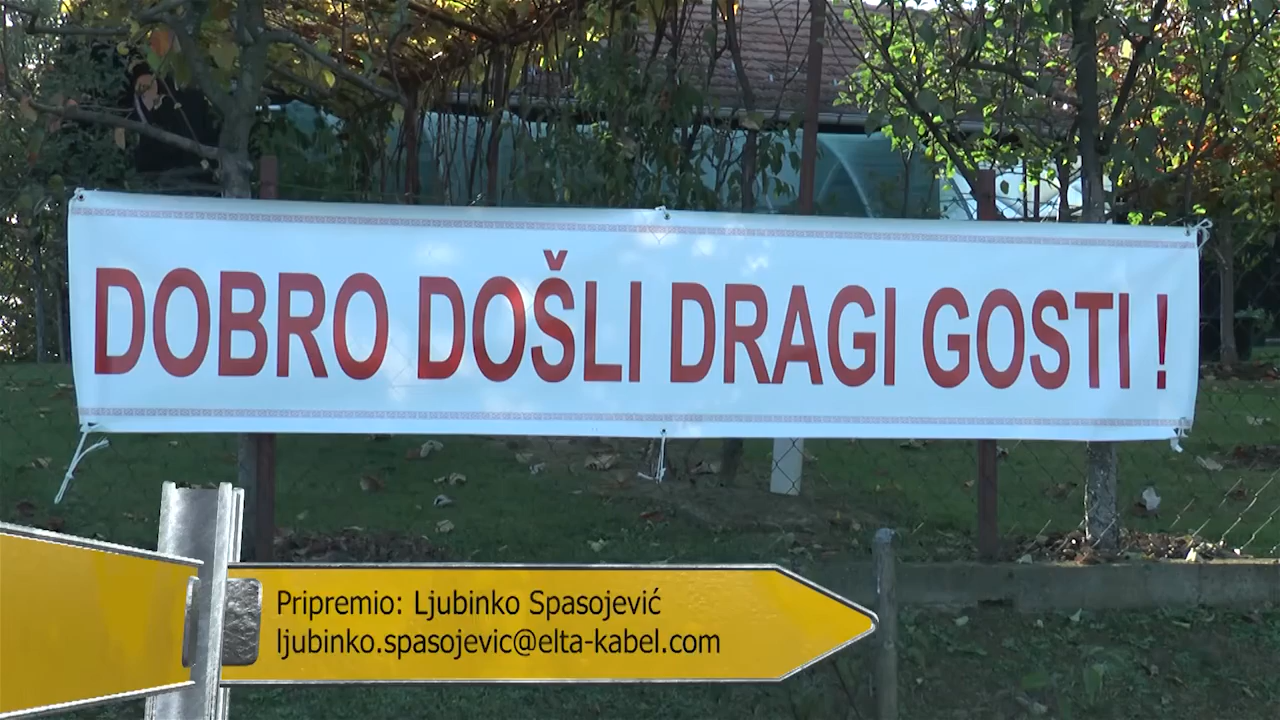 DOBRO DOŠLI DRAGI GOSTI !
Pripremio: Ljubinko Spasojević
ljubinko.spasojevic@elta-kabel.com